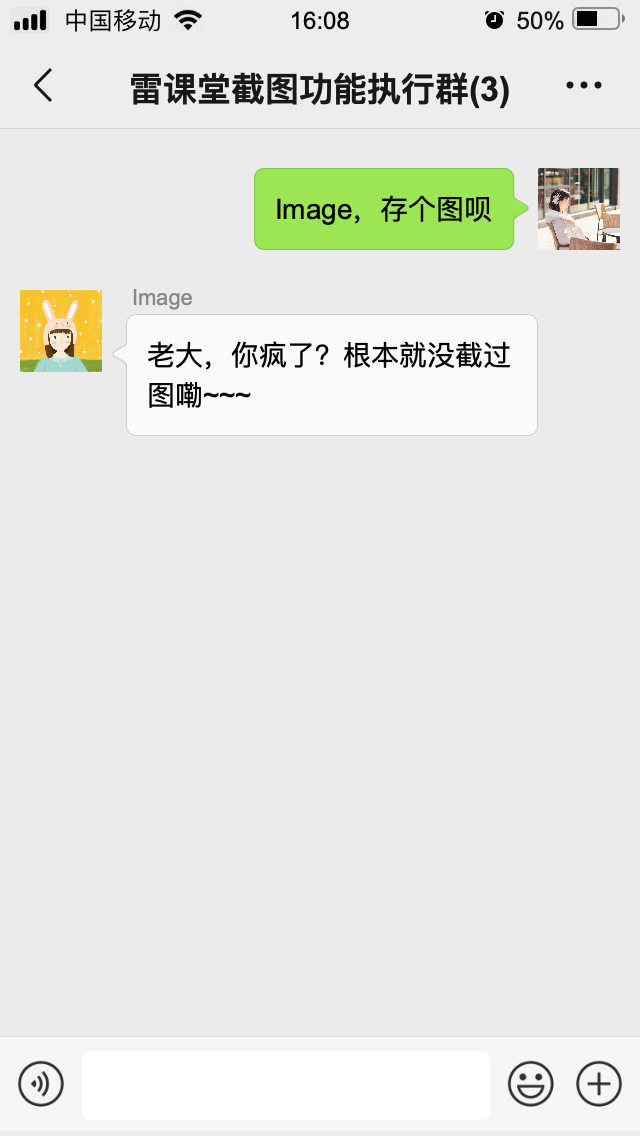 中国移动 16:08 50%
雷课堂截图功能执行群(3)
Image，存个图呗
Image
老大，你疯了？根本就没截过
图嘞~~~